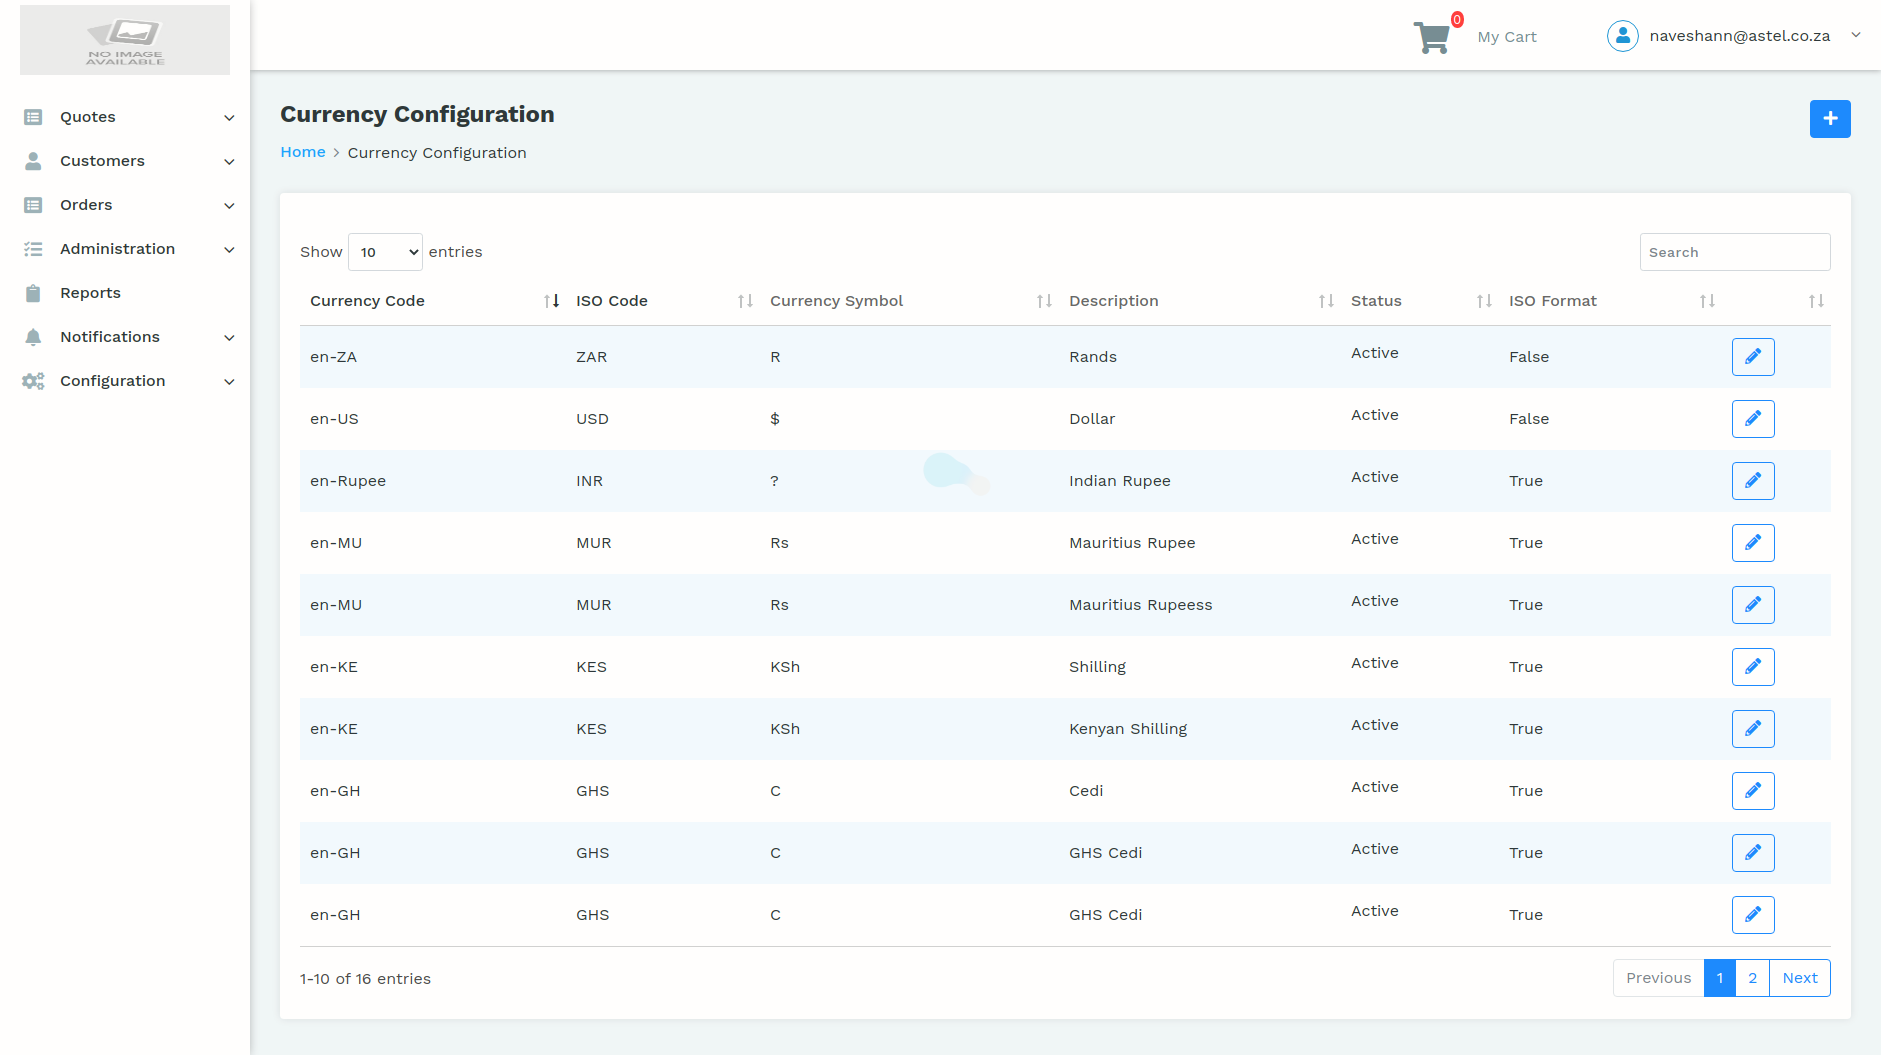 NO IMAGE
AVAILABLE
0
My Cart
naveshann@astel.co.za
Quotes
Customers
Orders
Administration
Reports
Notifications
Configuration
Currency Configuration
Home > Currency Configuration
Show 10 entries
Search
Currency Code ISO Code Currency Symbol Description Status ISO Format
en-ZA ZAR R Rands Active False
en-US USD $ Dollar Active False
en-Rupee INR ? Indian Rupee Active True
en-MU MUR Rs Mauritius Rupee Active True
en-MU MUR Rs Mauritius Rupeess Active True
en-KE KES KSh Shilling Active True
en-KE KES KSh Kenyan Shilling Active True
en-GH GHS C Cedi Active True
en-GH GHS C GHS Cedi Active True
en-GH GHS C GHS Cedi Active True
1-10 of 16 entries
Previous 1 2 Next